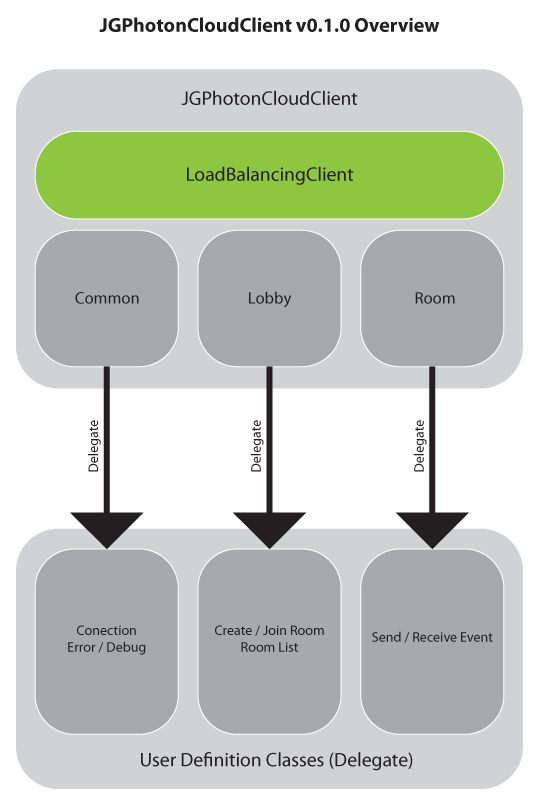 JGPhotonCloudClient v0.1.0 Overview
JGPhotonCloudClient
LoadBalancingClient
Common
Lobby
Room
Delegate
Delegate
Delegate
Conection
Error / Debug
Create / Join Room
Room List
Send / Receive Event
User Definition Classes (Delegate)